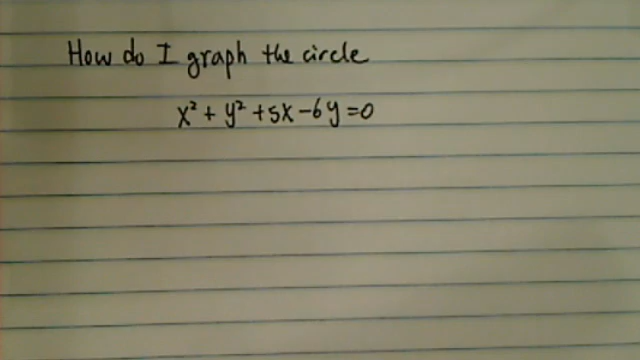 How do I graph the circle
x² + y² + 5x - 6y = 0